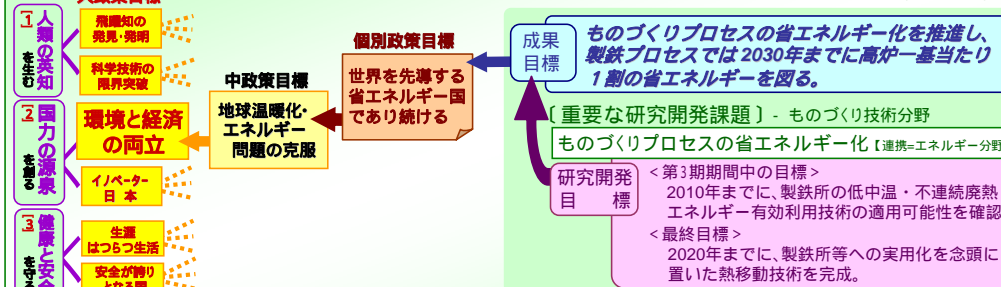 大政策目標
[1]
人類の英知
を生む
飛躍知の
発見・発明
科学技術の
限界突破
[2]
国力の源泉
を創る
環境と経済
の両立
イノベーター
日 本
[3]
健康と安全
を守る
生涯
はつらつ生活
安全が誇り
となる国
中政策目標
地球温暖化・
エネルギー
問題の克服
個別政策目標
世界を先導する
省エネルギー国
であり続ける
成果
目標
ものづくりプロセスの省エネルギー化を推進し、
製鉄プロセスでは 2030年までに高炉一基当たり
1割の省エネルギーを図る。
〔 重要な研究開発課題 〕- ものづくり技術分野
ものづくりプロセスの省エネルギー化【連携=エネルギー分野
研究開発
目 標
<第3期期間中の目標>
2010年までに、製鉄所の低中温・不連続廃熱
エネルギー有効利用技術の適用可能性を確認
<最終目標>
2020年までに、製鉄所等への実用化を念頭に
置いた熱移動技術を完成。